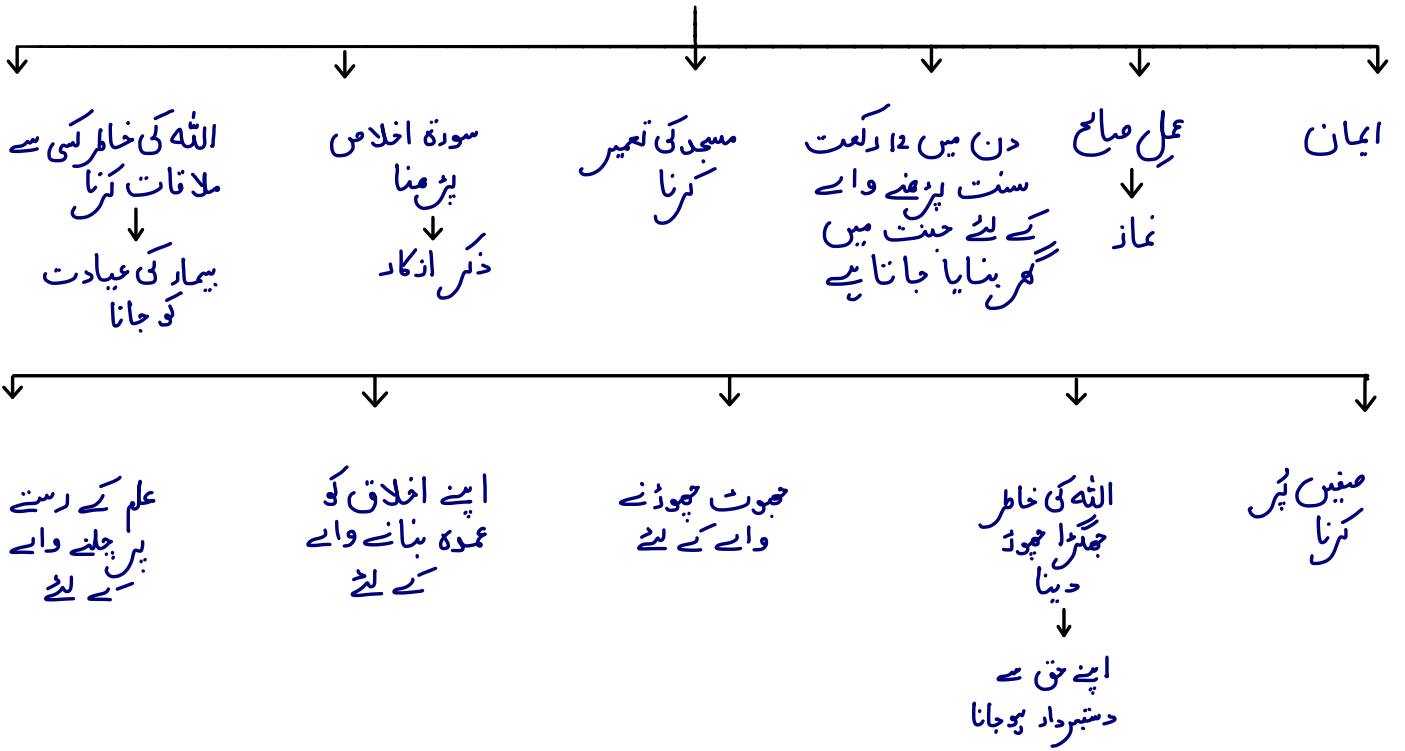 ایمان
عملِ صالح
نماز
دن میں 12 رکعت
سنت پڑھنے والے
کے لئے جنت میں
گھر بنایا جاتا ہے
مسجد کی تعمیر
کرنا
سورۃ اخلاص
پڑھنا
ذکر اذکار
اللہ کی خاطر کسی سے
ملاقات کرنا
بیمار کی عیادت
کو جانا
صفیں پُر
کرنا
اللہ کی خاطر
جھگڑا چھوڑ
دینا
اپنے حق سے
دستبردار ہوجانا
جھوٹ چھوڑنے
والے کے لئے
اپنے اخلاق کو
عمدہ بنانے والے
کے لئے
علم کے رستے
پر چلنے والے
کے لئے